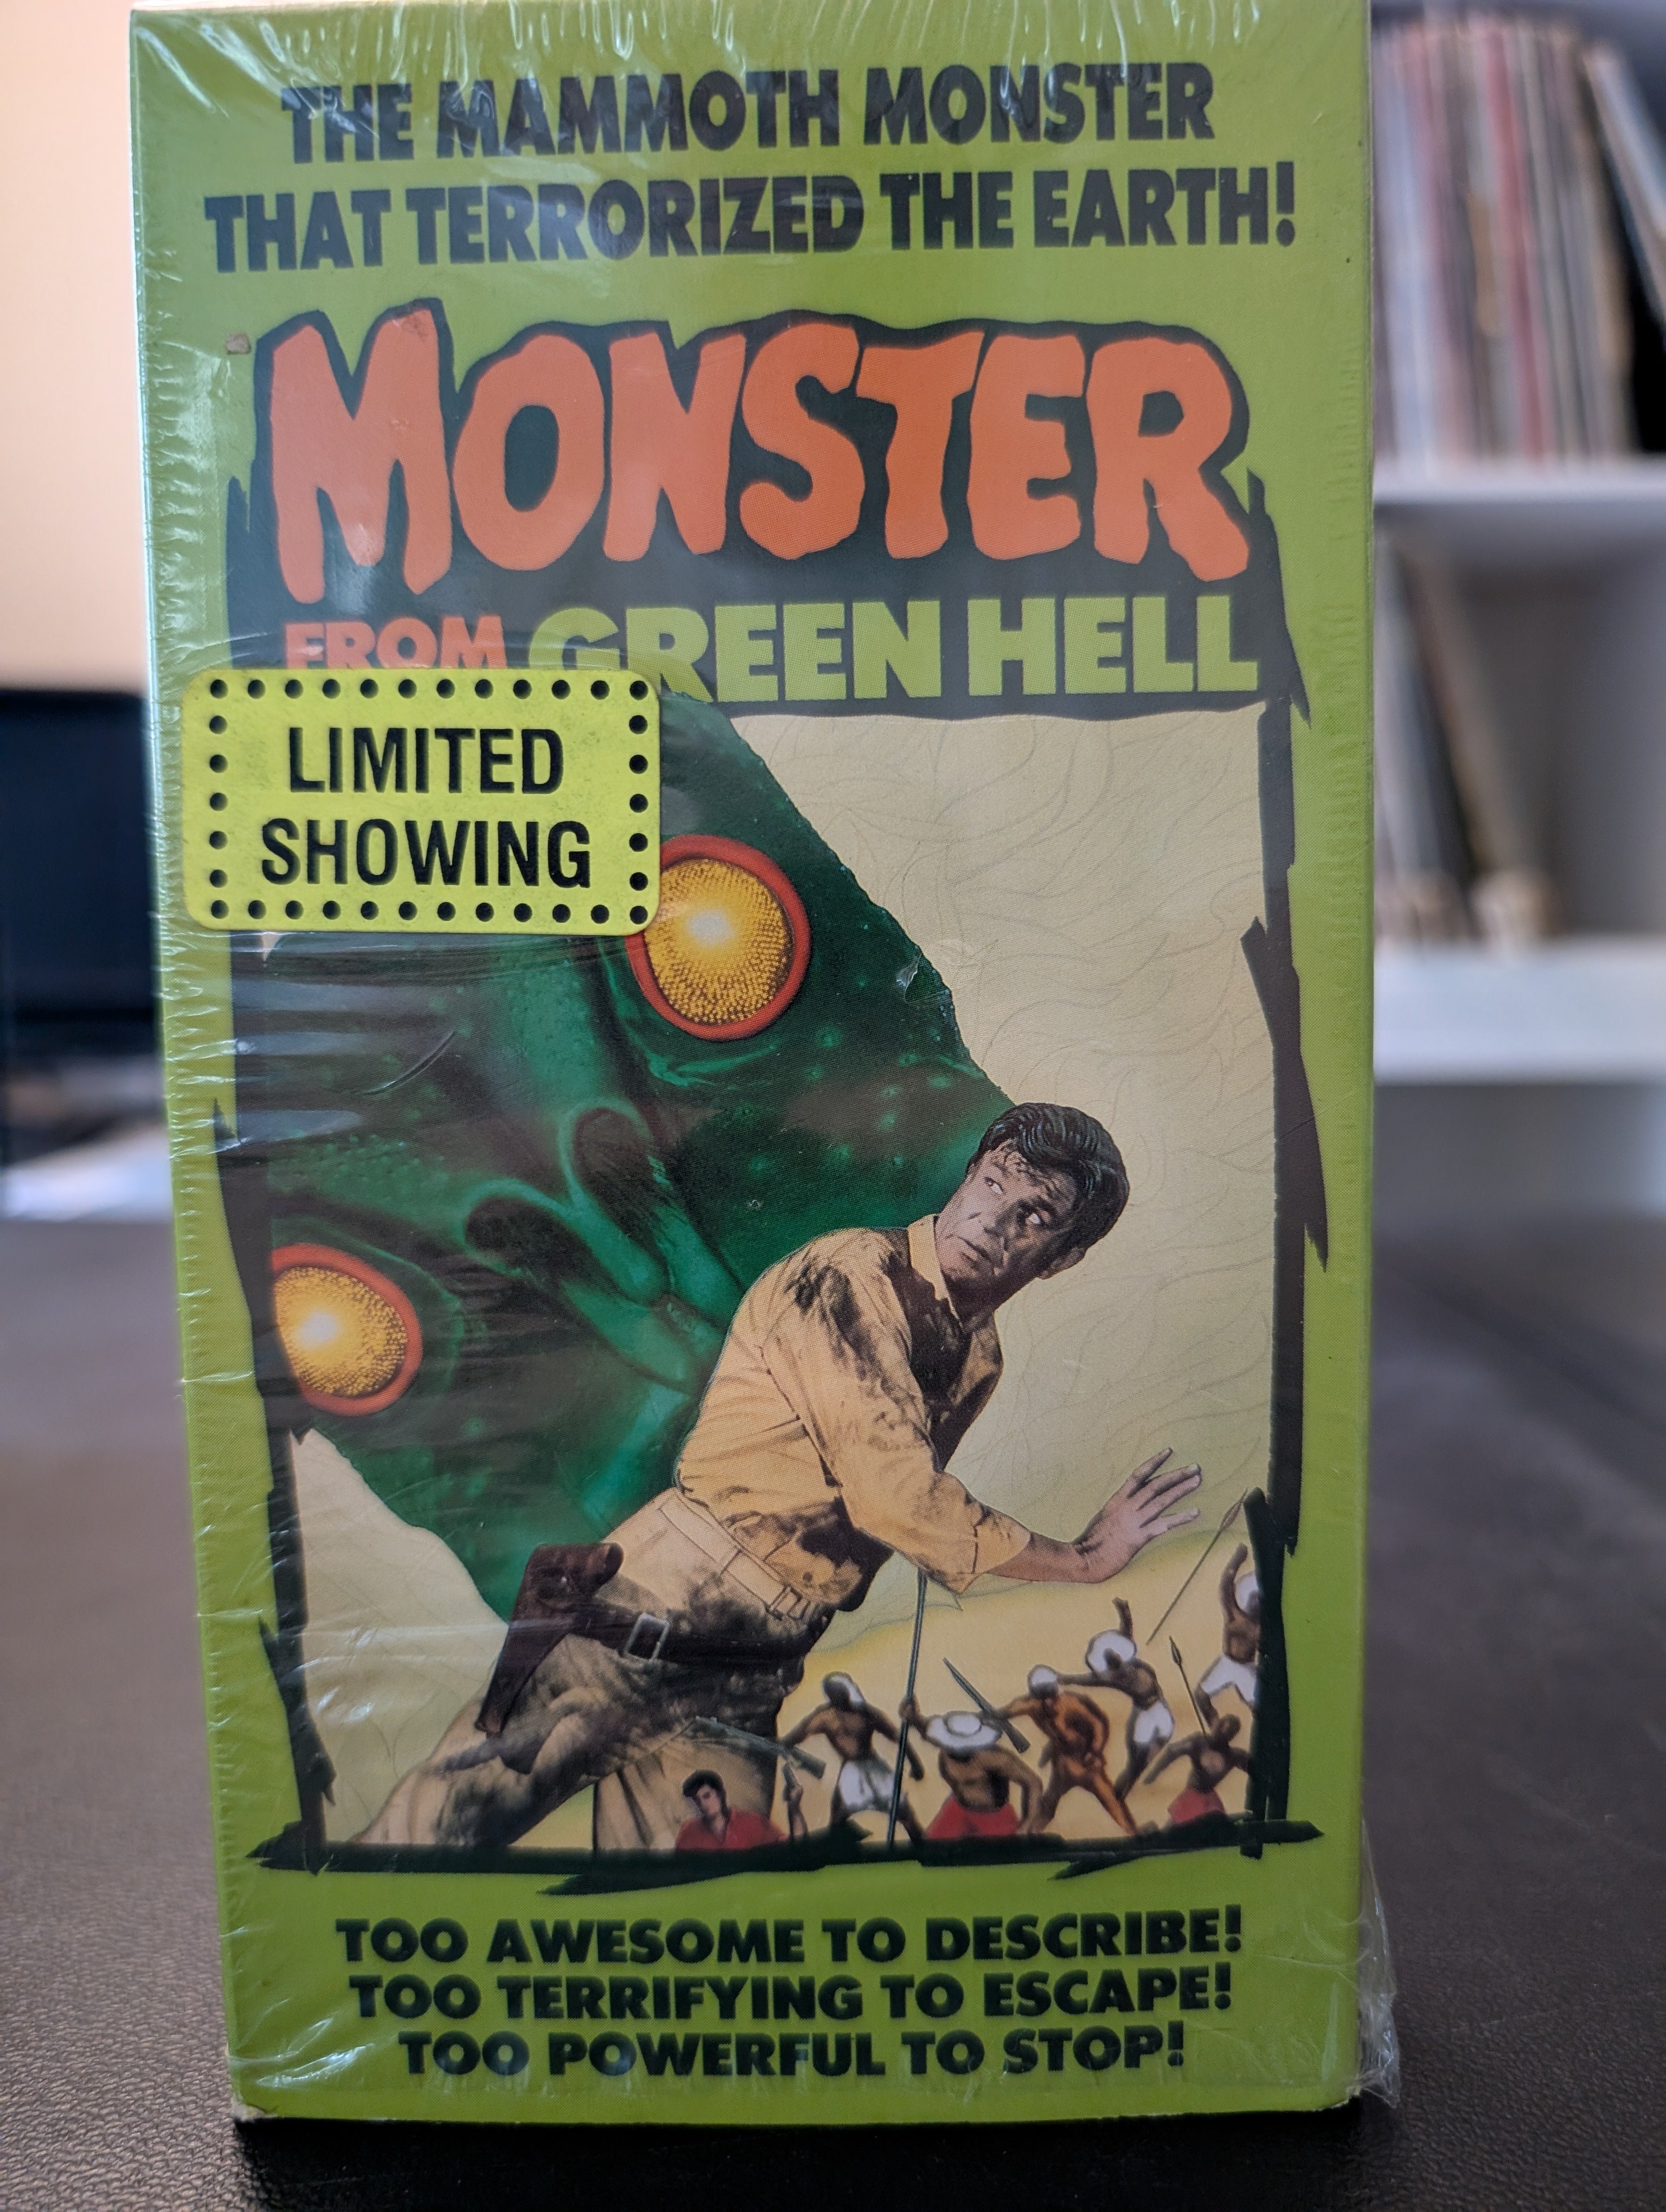 THE MAMMOTH MONSTER
THAT TERRORIZED THE EARTH!
MONSTER
FROM GREEN HELL
LIMITED
SHOWING
TOO AWESOME TO DESCRIBE!
TOO TERRIFYING TO ESCAPE!
TOO POWERFUL TO STOP!